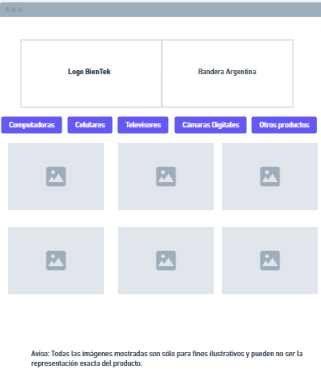 Logo BienTek
Bandera Argentina
Computadoras
Celulares
Televisores
Cámaras Digitales
Otros productos
Aviso: Todas las imágenes mostradas son sólo para fines ilustrativos y pueden no ser la
representación exacta del producto.